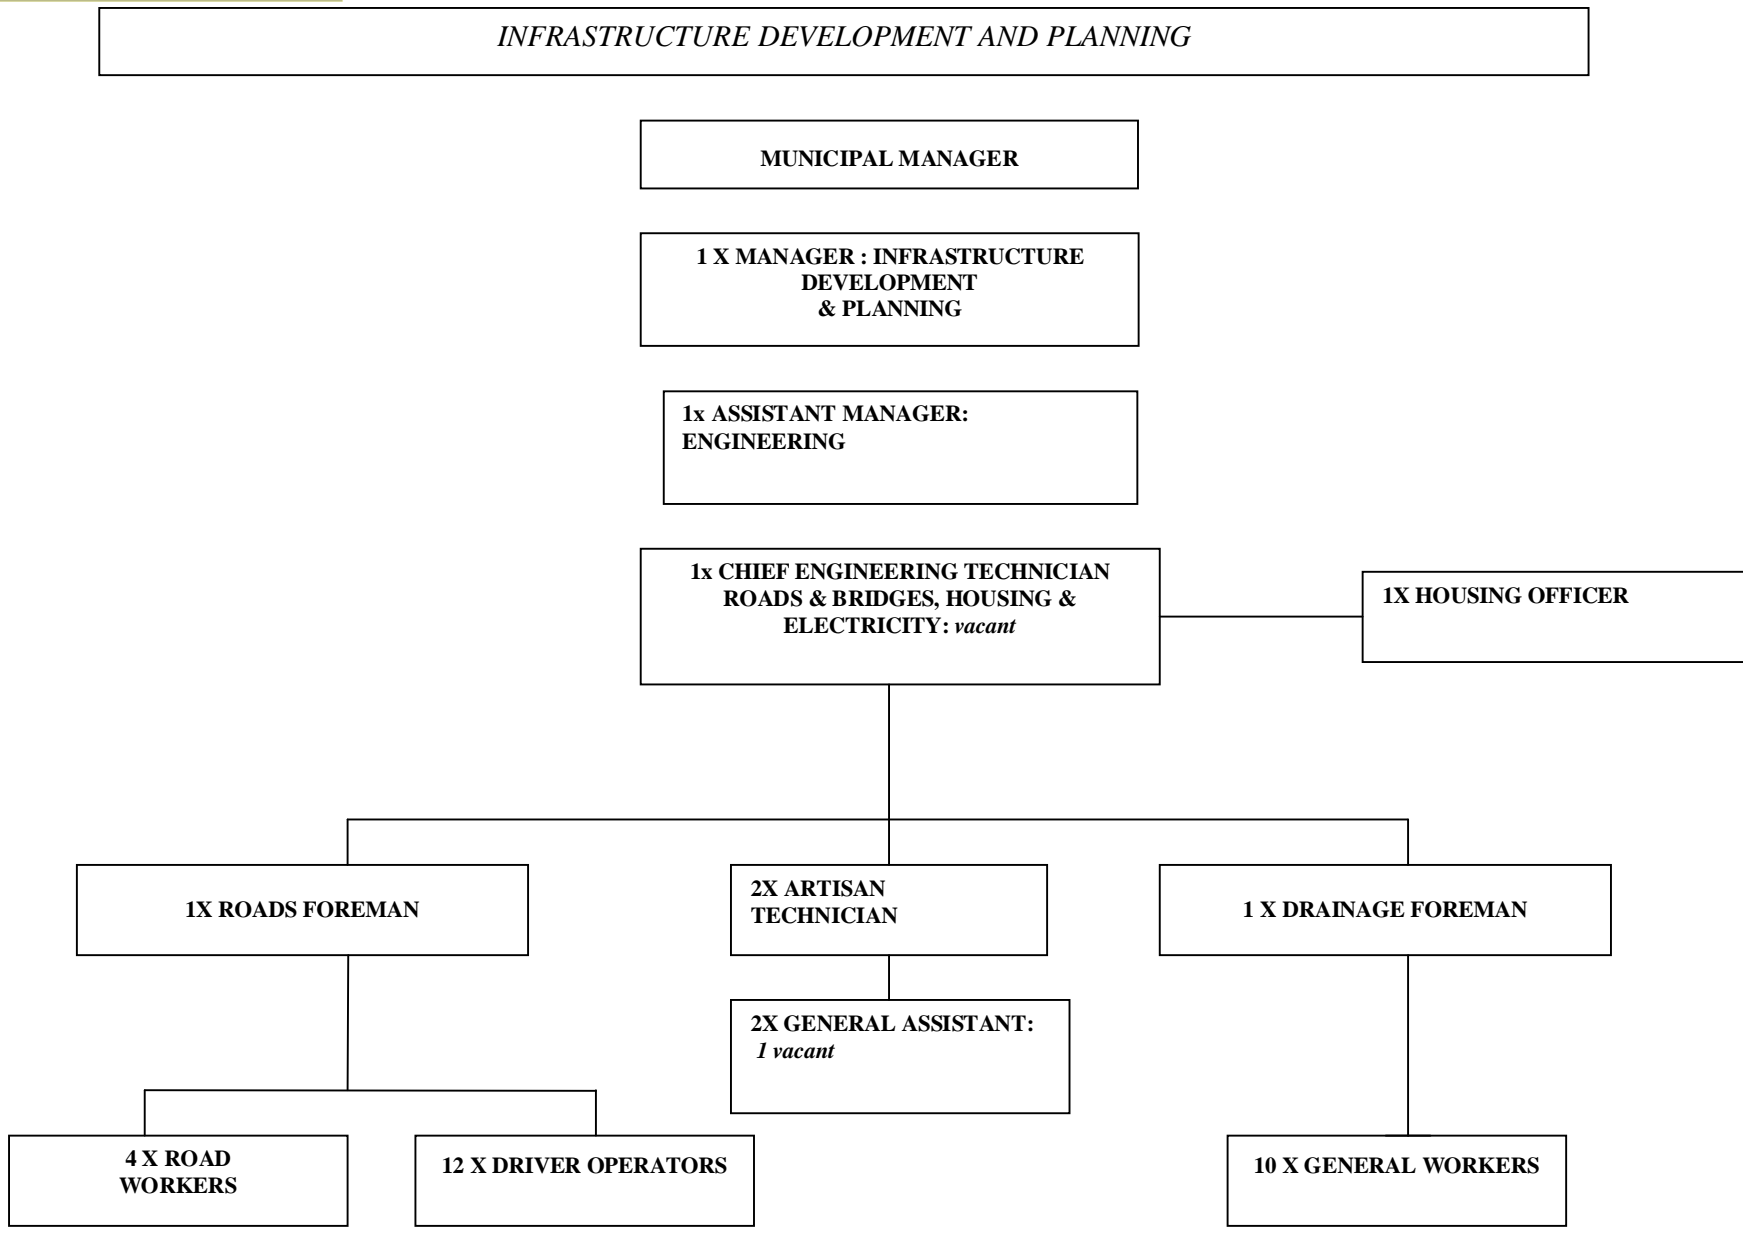 INFRASTRUCTURE DEVELOPMENT AND PLANNING
MUNICIPAL MANAGER
1 X MANAGER : INFRASTRUCTURE
DEVELOPMENT
& PLANNING
1x ASSISTANT MANAGER:
ENGINEERING
1x CHIEF ENGINEERING TECHNICIAN
ROADS & BRIDGES, HOUSING &
ELECTRICITY: vacant
1X HOUSING OFFICER
1X ROADS FOREMAN
2X ARTISAN
TECHNICIAN
1 X DRAINAGE FOREMAN
2X GENERAL ASSISTANT:
1 vacant
4 X ROAD
WORKERS
12 X DRIVER OPERATORS
10 X GENERAL WORKERS